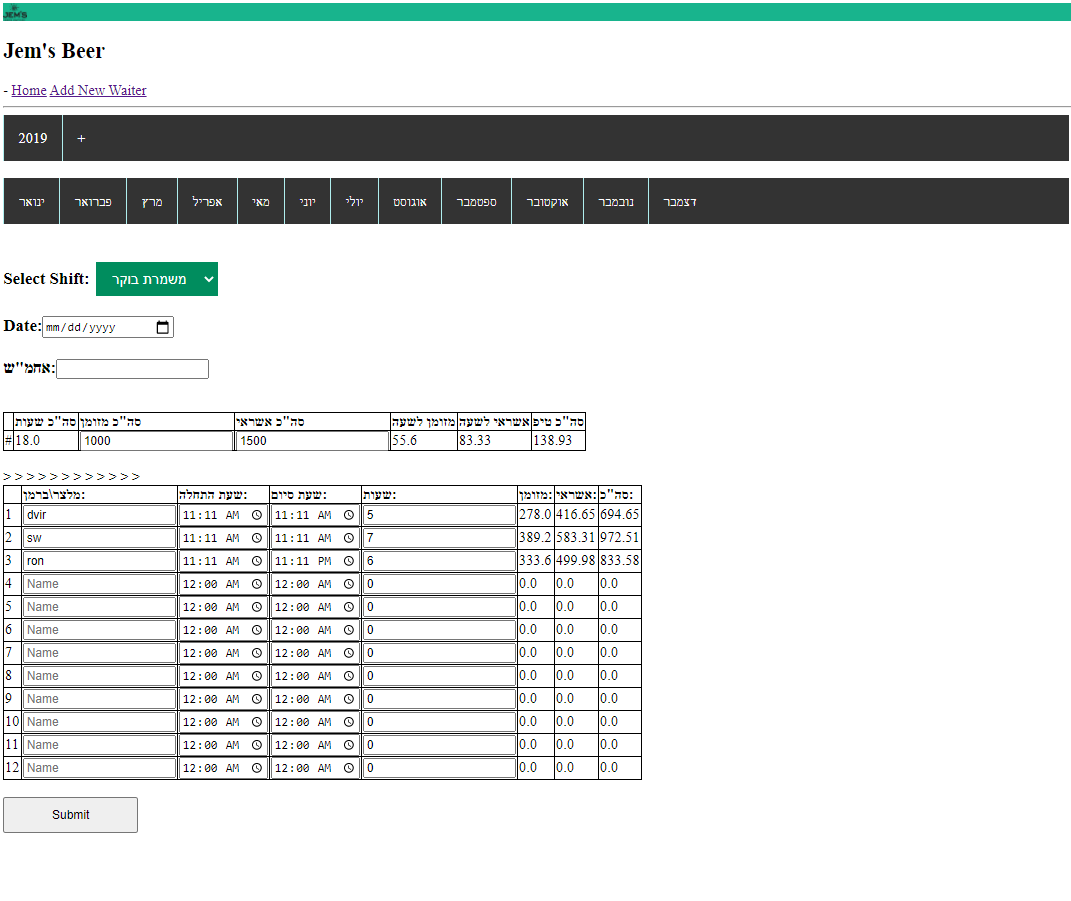 JEM'S
Jem's Beer
- Home Add New Waiter
2019 +
ינואר פברואר מרץ אפריל מאי יוני יולי אוגוסט ספטמבר אוקטובר נובמבר דצמבר
Select Shift: משמרת בוקר
Date: mm/dd/yyyy
אחמ"ש:
סה"כ שעות סה"כ מזומן סה"כ אשראי מזומן לשעה אשראי לשעה סה"כ טיפ
# 18.0 1000 1500 55.6 83.33 138.93
> > > > > > > > > > > >
מלצר\ברמן: שעת התחלה: שעת סיום: שעות: מזומן: אשראי: סה"כ:
1 dvir 11:11 AM 11:11 AM 5 278.0 416.65 694.65
2 sw 11:11 AM 11:11 AM 7 389.2 583.31 972.51
3 ron 11:11 AM 11:11 PM 6 333.6 499.98 833.58
4 Name 12:00 AM 12:00 AM 0 0.0 0.0 0.0
5 Name 12:00 AM 12:00 AM 0 0.0 0.0 0.0
6 Name 12:00 AM 12:00 AM 0 0.0 0.0 0.0
7 Name 12:00 AM 12:00 AM 0 0.0 0.0 0.0
8 Name 12:00 AM 12:00 AM 0 0.0 0.0 0.0
9 Name 12:00 AM 12:00 AM 0 0.0 0.0 0.0
10 Name 12:00 AM 12:00 AM 0 0.0 0.0 0.0
11 Name 12:00 AM 12:00 AM 0 0.0 0.0 0.0
12 Name 12:00 AM 12:00 AM 0 0.0 0.0 0.0
Submit